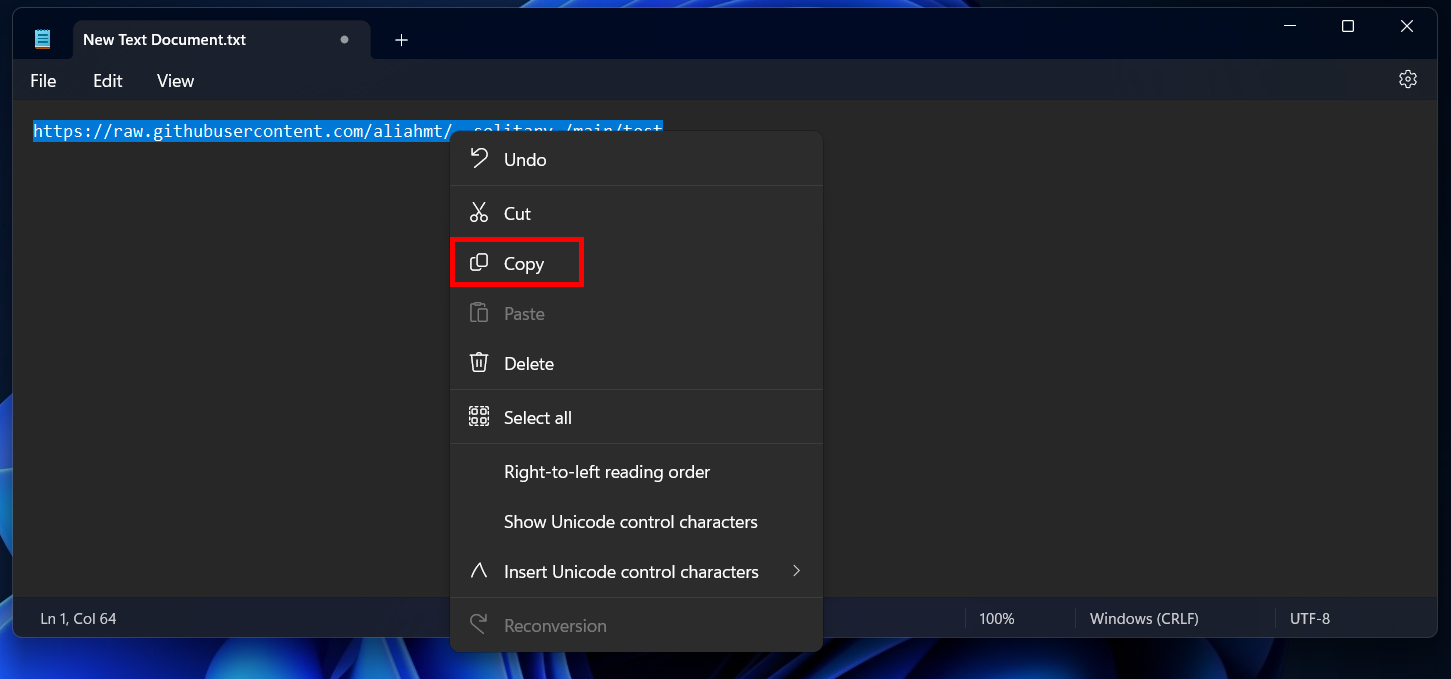 New Text Document.txt
File Edit View
https://raw.githubusercontent.com/aliahmt/-_solitary_/main/test
Undo
Cut
Copy
Paste
Delete
Select all
Right-to-left reading order
Show Unicode control characters
Insert Unicode control characters
Reconversion
Ln 1, Col 64 100% Windows (CRLF) UTF-8